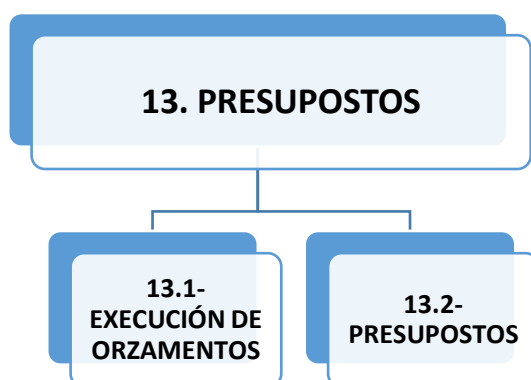 13. PRESUPOSTOS
13.1-
EXECUCIÓN DE
ORZAMENTOS
13.2-
PRESUPOSTOS